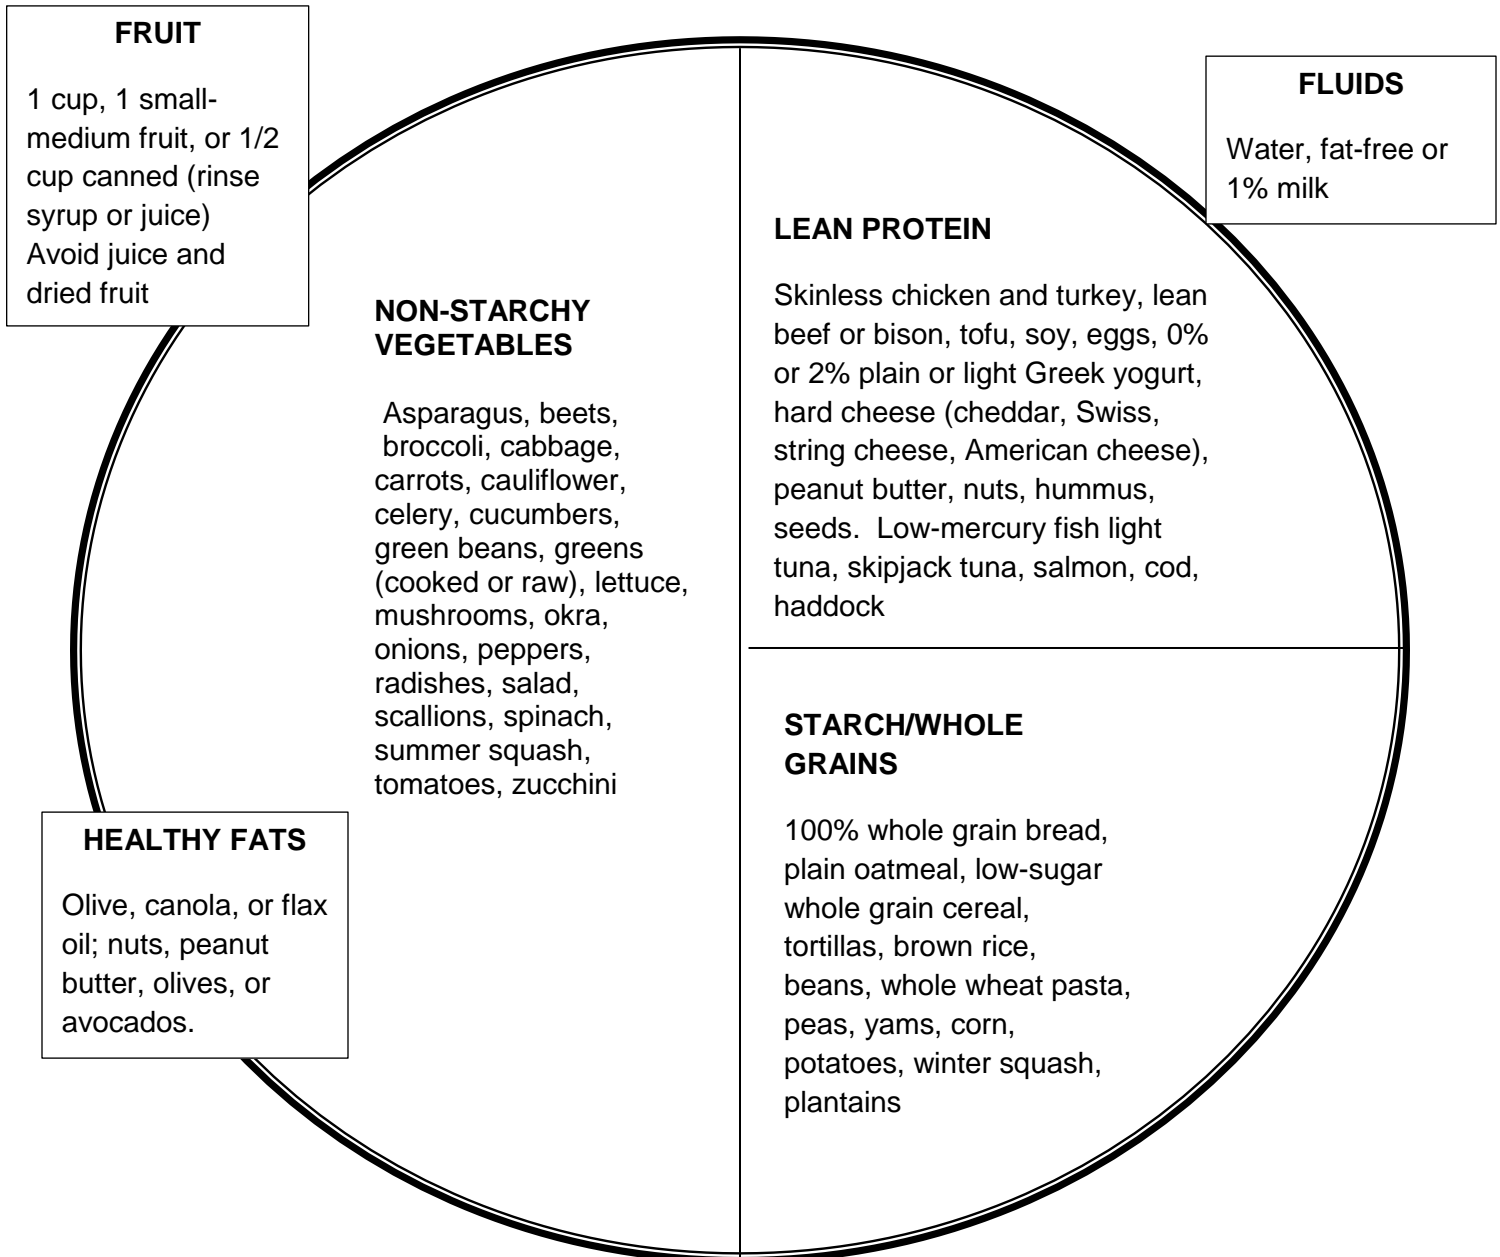 FRUIT
1 cup, 1 small-
medium fruit, or 1/2
cup canned (rinse
syrup or juice)
Avoid juice and
dried fruit
FLUIDS
Water, fat-free or
1% milk
NON-STARCHY
VEGETABLES
Asparagus, beets,
broccoli, cabbage,
carrots, cauliflower,
celery, cucumbers,
green beans, greens
(cooked or raw), lettuce,
mushrooms, okra,
onions, peppers,
radishes, salad,
scallions, spinach,
summer squash,
tomatoes, zucchini
LEAN PROTEIN
Skinless chicken and turkey, lean
beef or bison, tofu, soy, eggs, 0%
or 2% plain or light Greek yogurt,
hard cheese (cheddar, Swiss,
string cheese, American cheese),
peanut butter, nuts, hummus,
seeds.  Low-mercury fish light
tuna, skipjack tuna, salmon, cod,
haddock
STARCH/WHOLE
GRAINS
100% whole grain bread,
plain oatmeal, low-sugar
whole grain cereal,
tortillas, brown rice,
beans, whole wheat pasta,
peas, yams, corn,
potatoes, winter squash,
plantains
HEALTHY FATS
Olive, canola, or flax
oil; nuts, peanut
butter, olives, or
avocados.